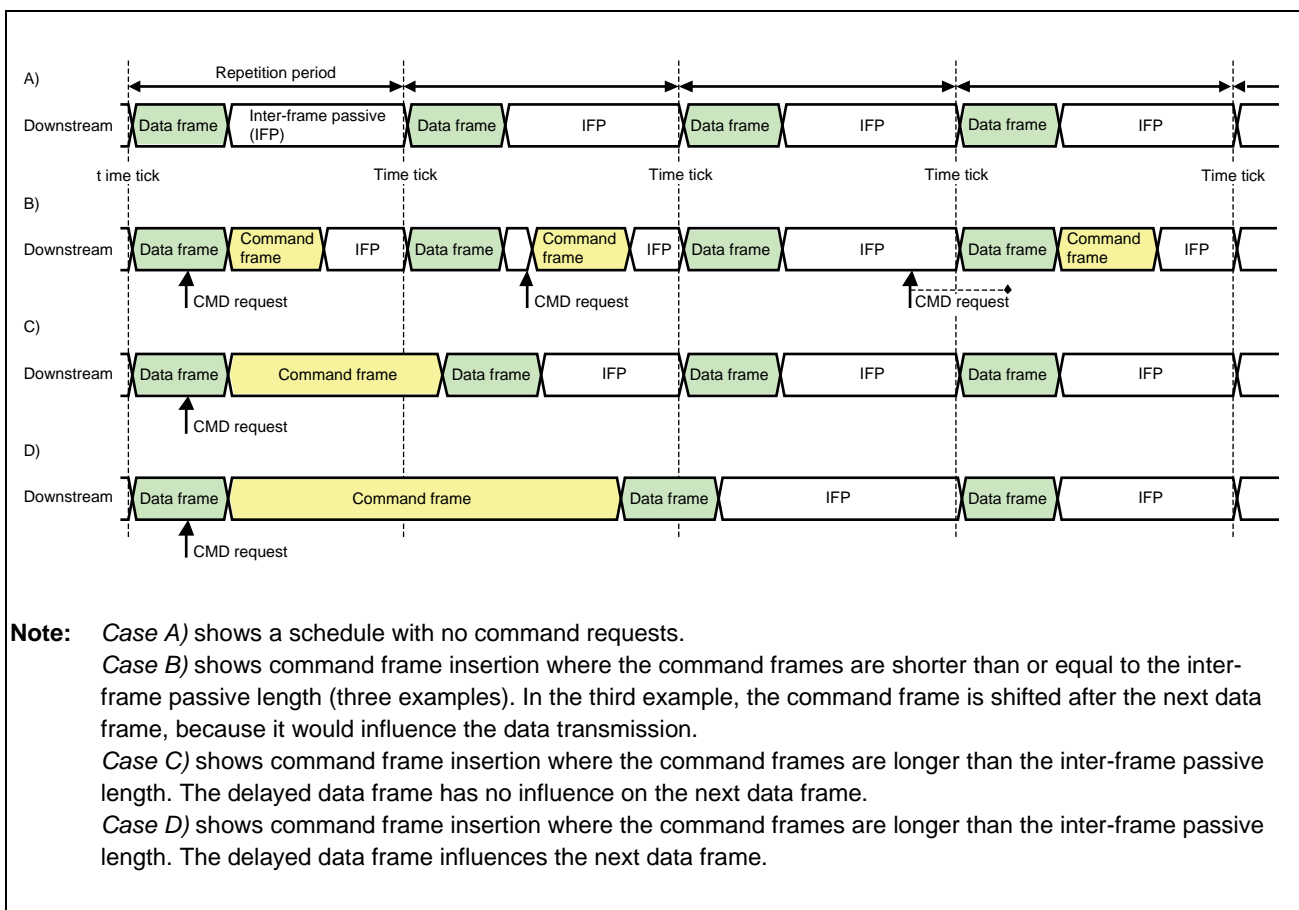 A)
Repetition period
Downstream
Data frame
Inter-frame passive
(IFP)
Data frame
IFP
Data frame
IFP
Data frame
IFP
t ime tick
Time tick
Time tick
Time tick
Time tick
B)
Downstream
Data frame
Command
frame
IFP
Data frame
Command
frame
IFP
Data frame
IFP
Data frame
Command
frame
IFP
CMD request
CMD request
CMD request
C)
Downstream
Data frame
Command frame
Data frame
IFP
Data frame
IFP
Data frame
IFP
CMD request
D)
Downstream
Data frame
Command frame
Data frame
IFP
Data frame
IFP
CMD request
Note: Case A) shows a schedule with no command requests.
Case B) shows command frame insertion where the command frames are shorter than or equal to the inter-
frame passive length (three examples). In the third example, the command frame is shifted after the next data
frame, because it would influence the data transmission.
Case C) shows command frame insertion where the command frames are longer than the inter-frame passive
length. The delayed data frame has no influence on the next data frame.
Case D) shows command frame insertion where the command frames are longer than the inter-frame passive
length. The delayed data frame influences the next data frame.